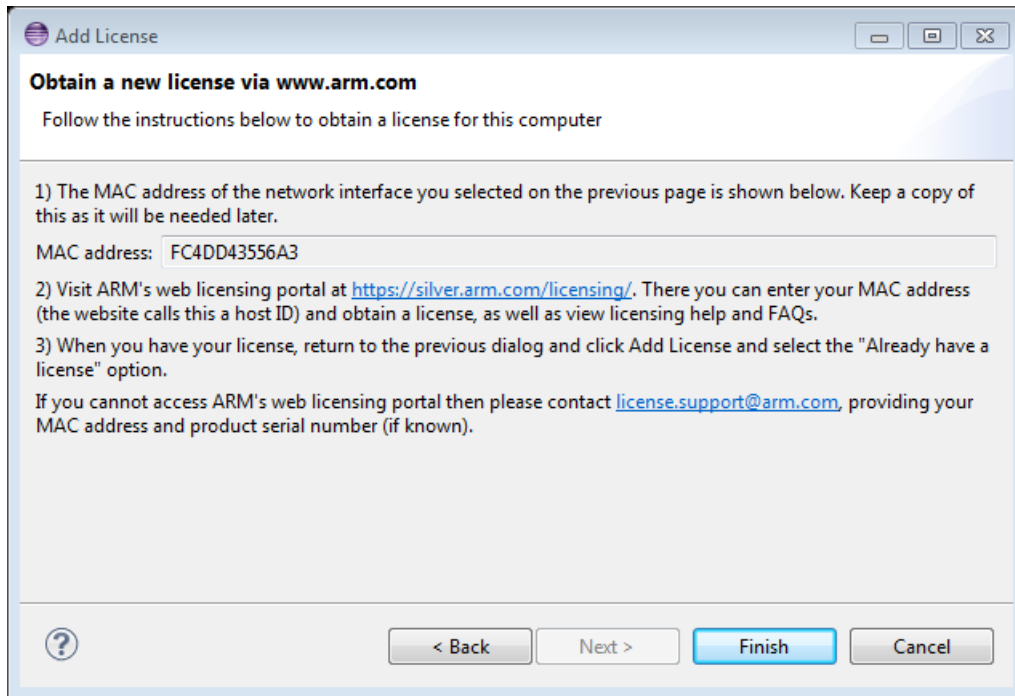 Add License
Obtain a new license via www.arm.com
Follow the instructions below to obtain a license for this computer
1) The MAC address of the network interface you selected on the previous page is shown below. Keep a copy of
this as it will be needed later.
MAC address: FC4DD43556A3
2) Visit ARM's web licensing portal at https://silver.arm.com/licensing/. There you can enter your MAC address
(the website calls this a host ID) and obtain a license, as well as view licensing help and FAQs.
3) When you have your license, return to the previous dialog and click Add License and select the "Already have a
license" option.
If you cannot access ARM's web licensing portal then please contact license.support@arm.com, providing your
MAC address and product serial number (if known).
? < Back Next > Finish Cancel